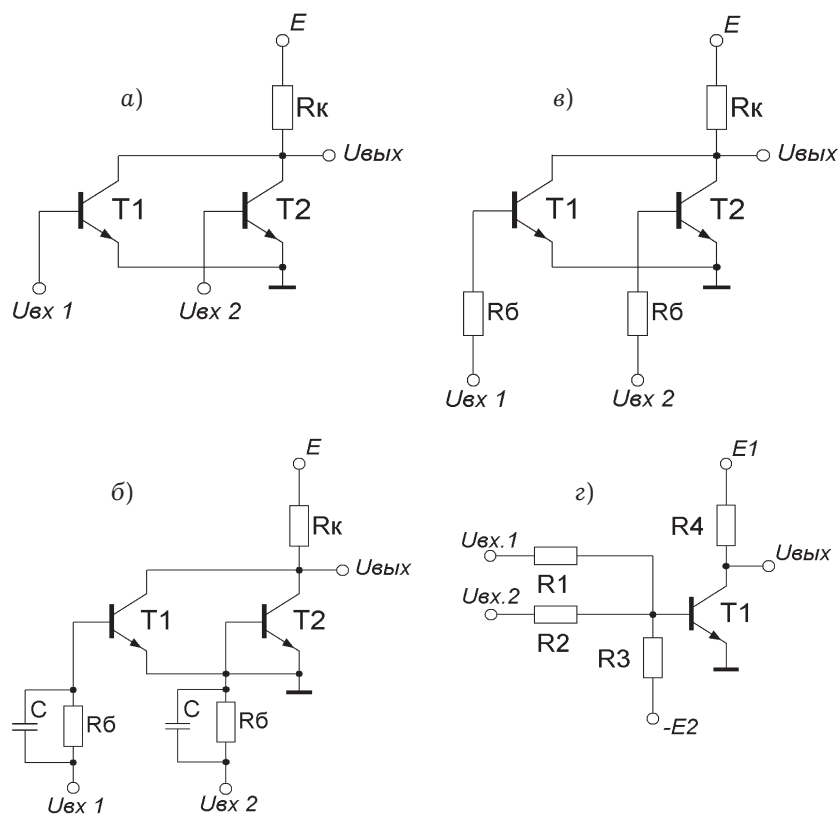 а)
E
Rк
Uвых
T1
T2
Uвх 1
Uвх 2
в)
E
Rк
Uвых
T1
T2
Rб
Rб
Uвх 1
Uвх 2
б)
E
Rк
Uвых
T1
T2
C
Rб
C
Rб
Uвх 1
Uвх 2
г)
E1
R4
Uвх.1
Uвых
R1
Uвх.2
T1
R2
R3
-E2